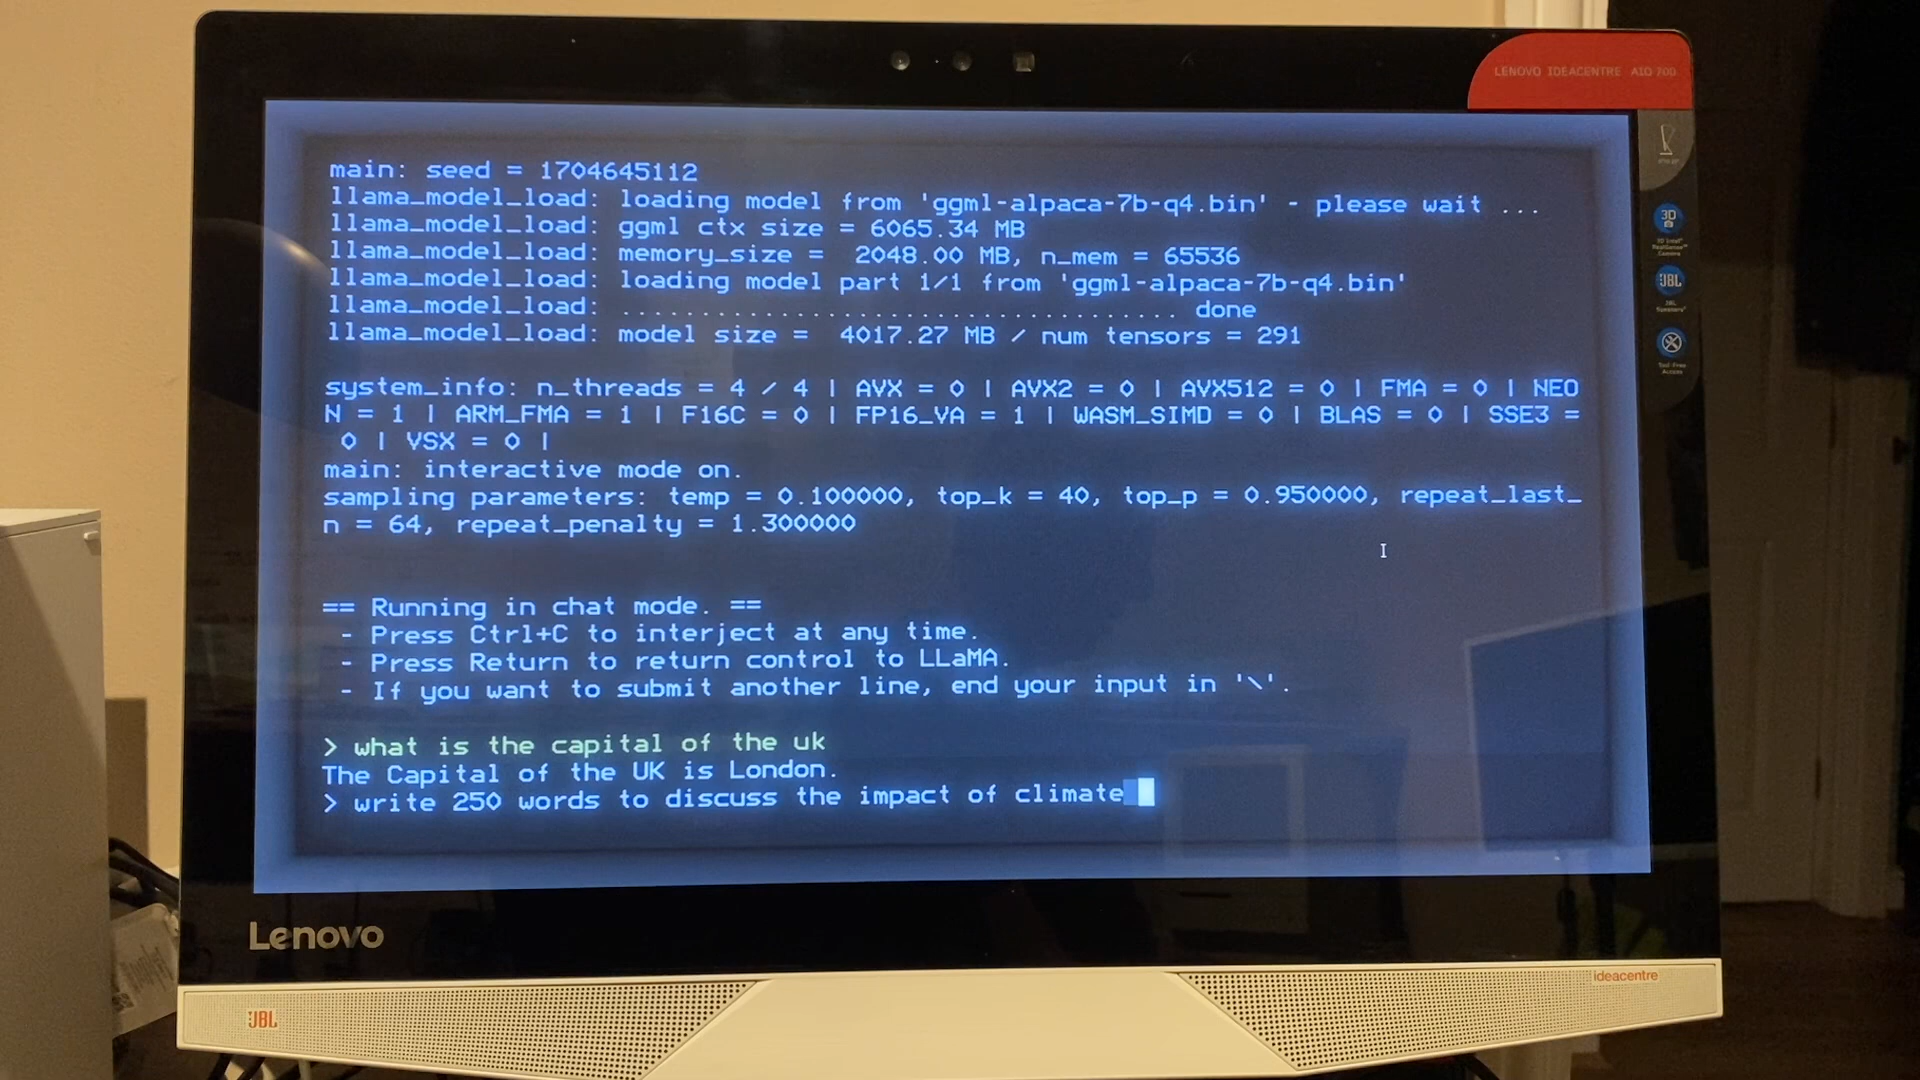 LENOVO IDEACENTRE AIO 700
main: seed = 1704645112
llama_model_load: loading model from 'ggml-alpaca-7b-q4.bin' - please wait ...
llama_model_load: ggml ctx size = 6065.34 MB
llama_model_load: memory_size =  2048.00 MB, n_mem = 65536
llama_model_load: loading model part 1/1 from 'ggml-alpaca-7b-q4.bin'
llama_model_load: .................................... done
llama_model_load: model size =  4017.27 MB / num tensors = 291
system_info: n_threads = 4 / 4 | AVX = 0 | AVX2 = 0 | AVX512 = 0 | FMA = 0 | NEO
N = 1 | ARM_FMA = 1 | F16C = 0 | FP16_VA = 1 | WASM_SIMD = 0 | BLAS = 0 | SSE3 =
0 | VSX = 0 |
main: interactive mode on.
sampling parameters: temp = 0.100000, top_k = 40, top_p = 0.950000, repeat_last_
n = 64, repeat_penalty = 1.300000
== Running in chat mode. ==
- Press Ctrl+C to interject at any time.
- Press Return to return control to LLaMA.
- If you want to submit another line, end your input in '\'.
> what is the capital of the uk
The Capital of the UK is London.
> write 250 words to discuss the impact of climate
3D
JBL
Lenovo
JBL
ideacentre